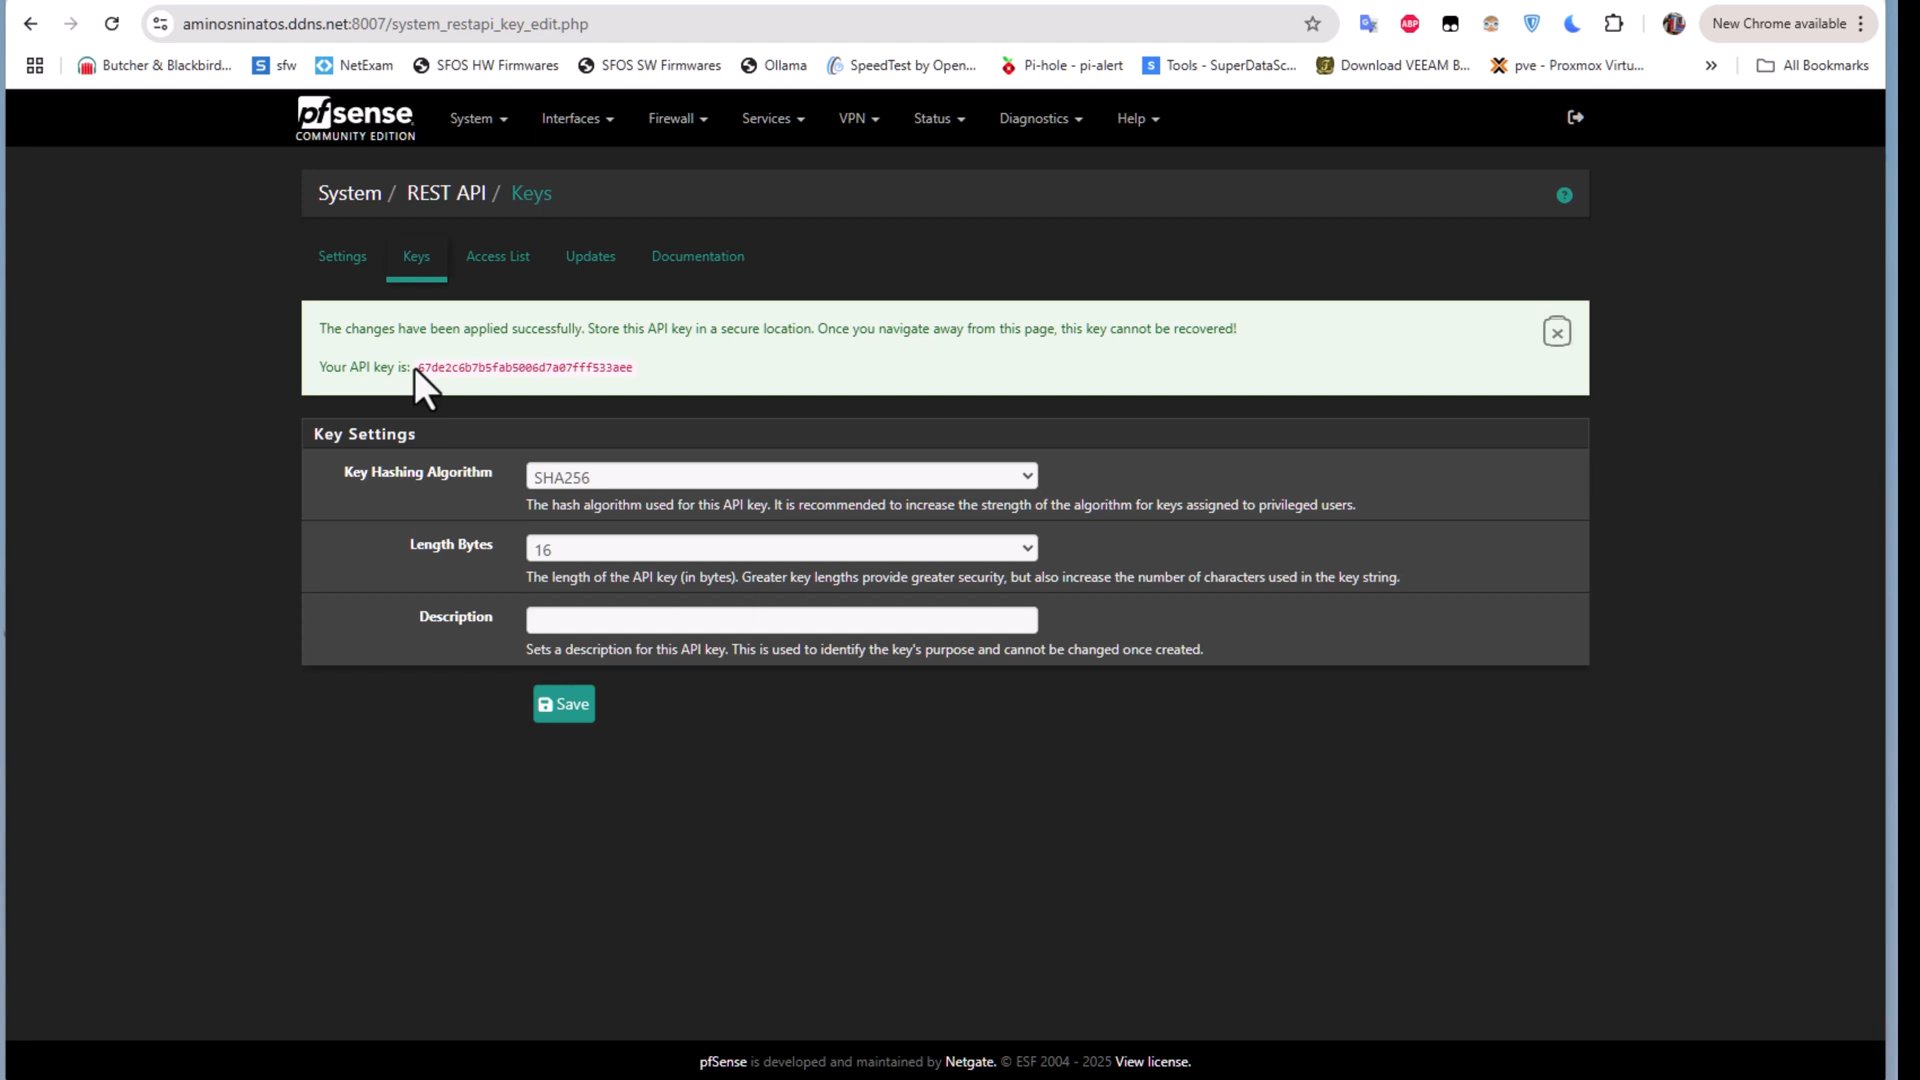 aminosninatos.ddns.net:8007/system_restapi_key_edit.php
ABP
New Chrome available
Butcher & Blackbird...
S sfw
NetExam
SFOS HW Firmwares
SFOS SW Firmwares
Ollama
SpeedTest by Open...
Pi-hole - pi-alert
S Tools - SuperDataSc...
Download VEEAM B...
pve - Proxmox Virtu...
»
All Bookmarks
pfsense
COMMUNITY EDITION
System
Interfaces
Firewall
Services
VPN
Status
Diagnostics
Help
System / REST API / Keys
Settings
Keys
Access List
Updates
Documentation
The changes have been applied successfully. Store this API key in a secure location. Once you navigate away from this page, this key cannot be recovered!
Your API key is: 67de2c6b7b5fab5006d7a07fff533aee
Key Settings
Key Hashing Algorithm
SHA256
The hash algorithm used for this API key. It is recommended to increase the strength of the algorithm for keys assigned to privileged users.
Length Bytes
16
The length of the API key (in bytes). Greater key lengths provide greater security, but also increase the number of characters used in the key string.
Description
Sets a description for this API key. This is used to identify the key's purpose and cannot be changed once created.
Save
pfSense is developed and maintained by Netgate. © ESF 2004 - 2025 View license.